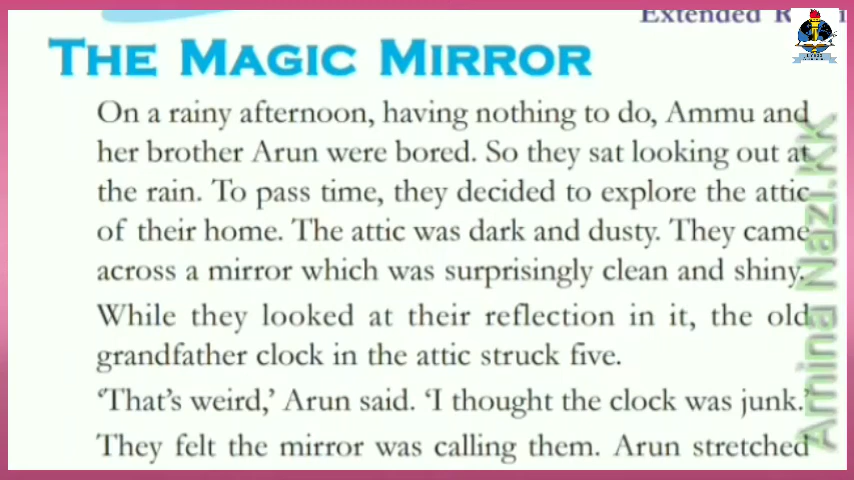 Extended R
THE MAGIC MIRROR
On a rainy afternoon, having nothing to do, Ammu and
her brother Arun were bored. So they sat looking out at
the rain. To pass time, they decided to explore the attic
of their home. The attic was dark and dusty. They came
across a mirror which was surprisingly clean and shiny.
While they looked at their reflection in it, the old
grandfather clock in the attic struck five.
‘That’s weird,’ Arun said. ‘I thought the clock was junk.’
They felt the mirror was calling them. Arun stretched
Amina Nazi.KK